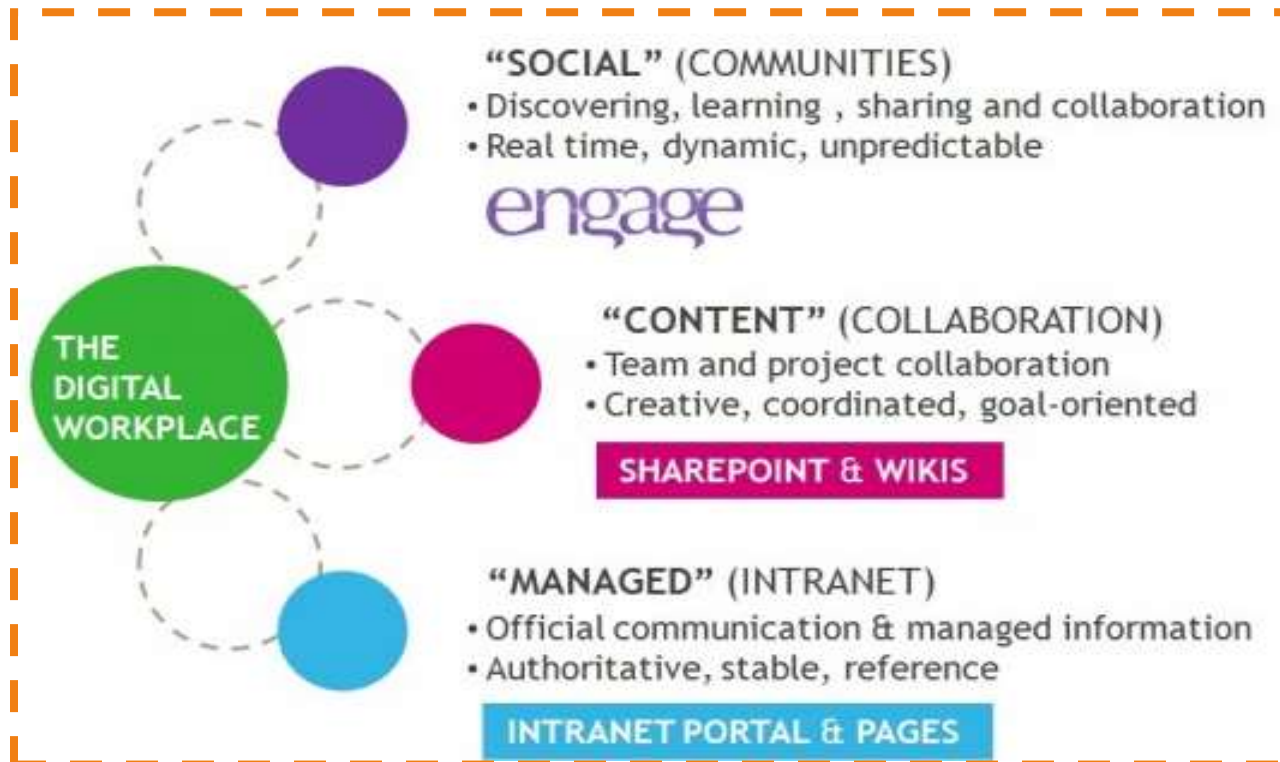 “SOCIAL” (COMMUNITIES)
• Discovering, learning , sharing and collaboration
• Real time, dynamic, unpredictable
engage
THE
DIGITAL
WORKPLACE
“CONTENT” (COLLABORATION)
• Team and project collaboration
• Creative, coordinated, goal-oriented
SHAREPOINT & WIKIS
“MANAGED” (INTRANET)
• Official communication & managed information
• Authoritative, stable, reference
INTRANET PORTAL & PAGES